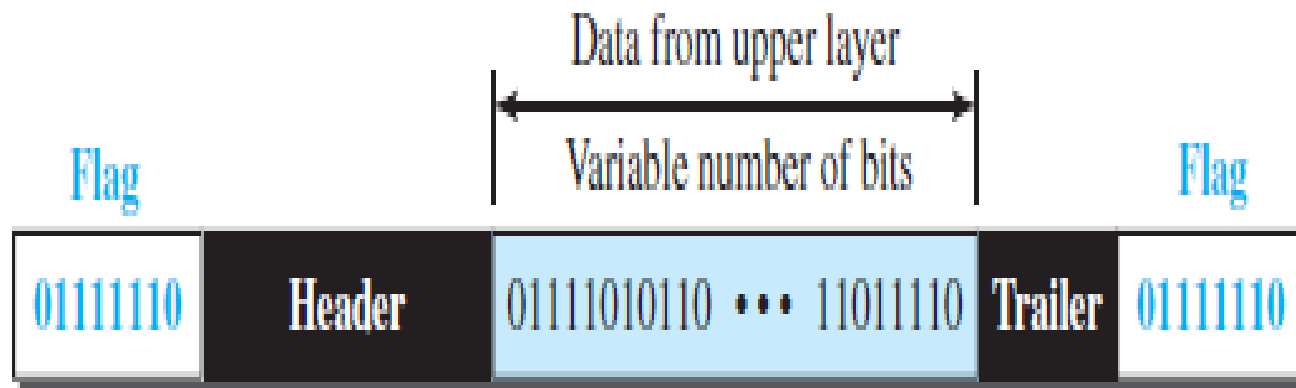 Data from upper layer
Variable number of bits
Flag
Flag
01111110 Header 01111010110 ••• 11011110 Trailer 01111110